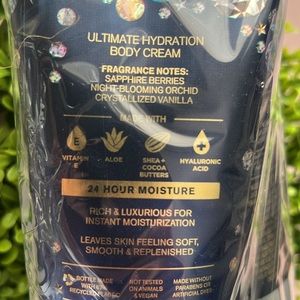 ULTIMATE HYDRATION
BODY CREAM
FRAGRANCE NOTES:
SAPPHIRE BERRIES
NIGHT-BLOOMING ORCHID
CRYSTALLIZED VANILLA
MADE WITH
E
VITAMIN E
ALOE
SHEA +
COCOA
BUTTERS
HYALURONIC
ACID
24 HOUR MOISTURE
RICH & LUXURIOUS FOR
INSTANT MOISTURIZATION
LEAVES SKIN FEELING SOFT,
SMOOTH & REPLENISHED
BOTTLE MADE
WITH
RECYCLED
NOT TESTED
ON ANIMALS
& VEGAN
MADE WITHOUT
PARABENS OR
ARTIFICIAL DYES